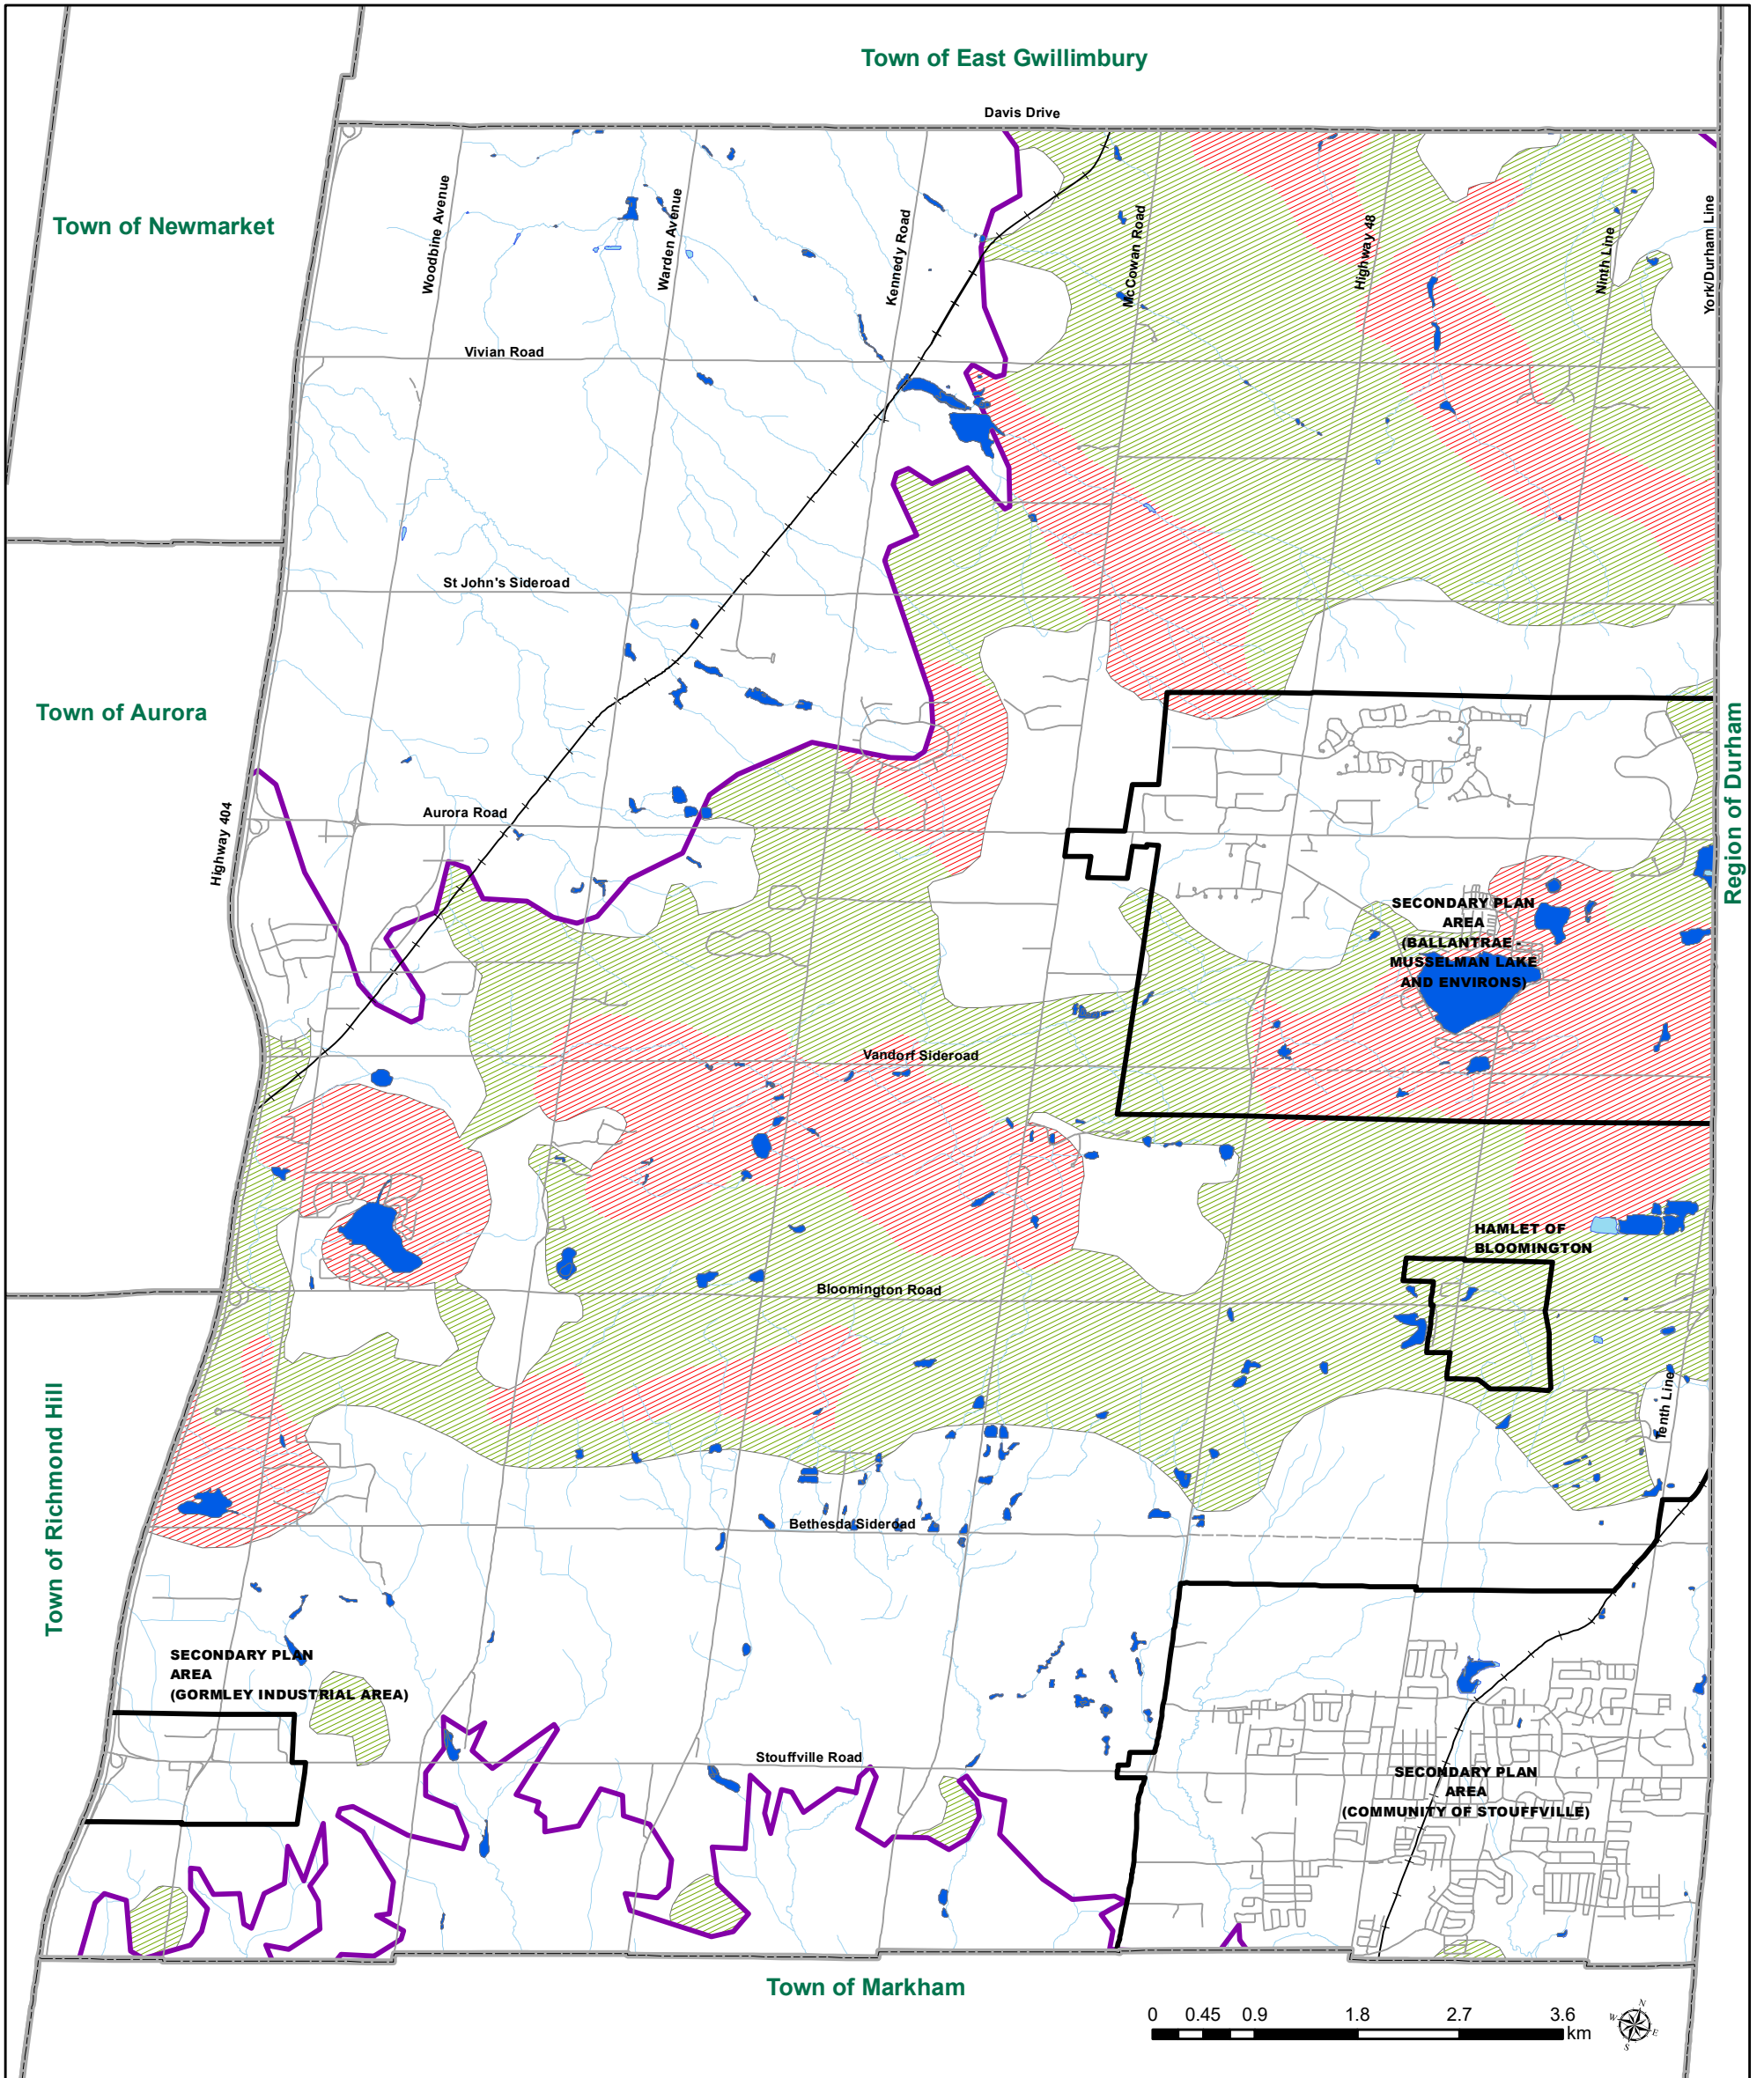 Town of East Gwillimbury
Davis Drive
Town of Newmarket
Woodbine Avenue
Warden Avenue
Kennedy Road
McCowan Road
Highway 48
Ninth Line
York/Durham Line
Vivian Road
St John's Sideroad
Town of Aurora
Region of Durham
Highway 404
Aurora Road
SECONDARY PLAN
AREA
(BALLANTRAE -
MUSSELMAN LAKE
AND ENVIRONS)
Vandorf Sideroad
HAMLET OF
BLOOMINGTON
Bloomington Road
Tenth Line
Town of Richmond Hill
Bethesda Sideroad
SECONDARY PLAN
AREA
(GORMLEY INDUSTRIAL AREA)
Stouffville Road
SECONDARY PLAN
AREA
(COMMUNITY OF STOUFFVILLE)
Town of Markham
0 0.45 0.9 1.8 2.7 3.6
km
N
W
E
S